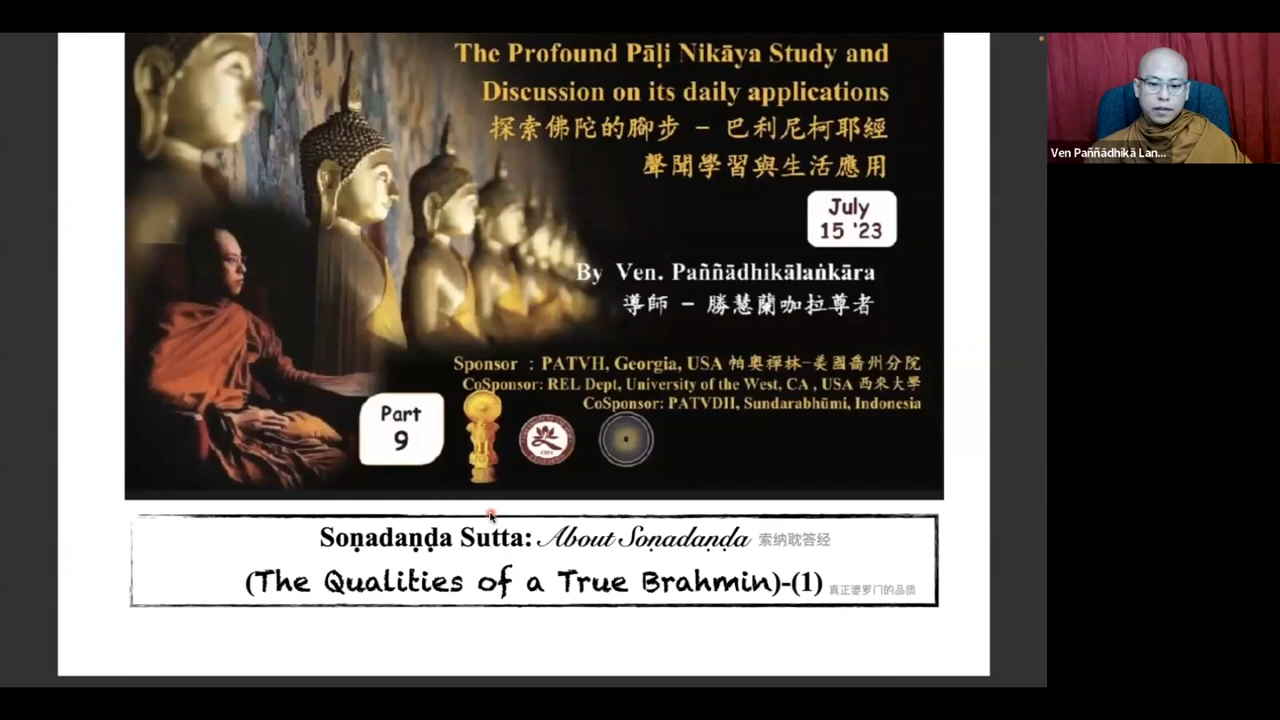 The Profound Pāḷi Nikāya Study and
Discussion on its daily applications
探索佛陀的腳步 – 巴利尼柯耶經
聲聞學習與生活應用
July
15 '23
By Ven. Paññādhikālaṅkāra
導師 – 勝慧蘭咖拉尊者
Sponsor : PATVH, Georgia, USA 帕奧禪林-美國喬州分院
CoSponsor: REL Dept, University of the West, CA , USA 西來大學
CoSponsor: PATVDH, Sundarabhūmi, Indonesia
Part
9
Soṇadaṇḍa Sutta: About Soṇadaṇḍa 索纳耽答经
(The Qualities of a True Brahmin)-(1) 真正婆罗门的品质
Ven Paññādhikā Lan...